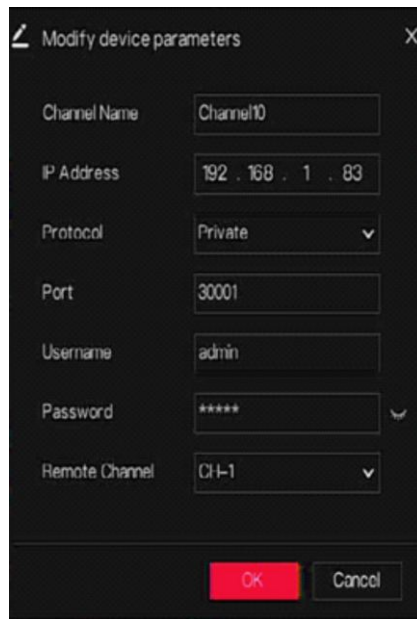 Modify device parameters X
Channel Name Channel10
IP Address 192 . 168 . 1 . 83
Protocol Private
Port 30001
Username admin
Password *****
Remote Channel CH-1
OK Cancel